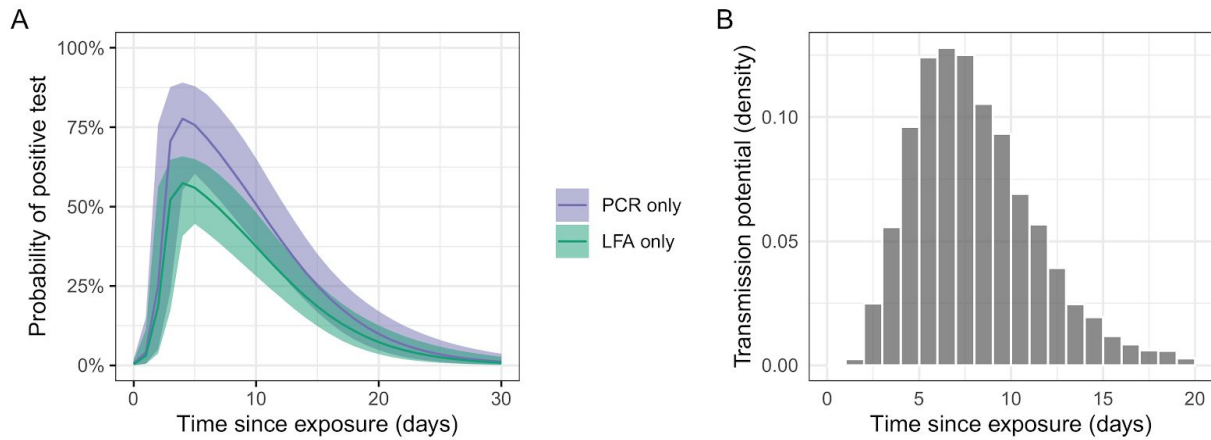 A
100%
75%
50%
25%
0%
Probability of positive test
0
10
20
30
Time since exposure (days)
PCR only
LFA only
B
0.10
0.05
0.00
Transmission potential (density)
0
5
10
15
20
Time since exposure (days)